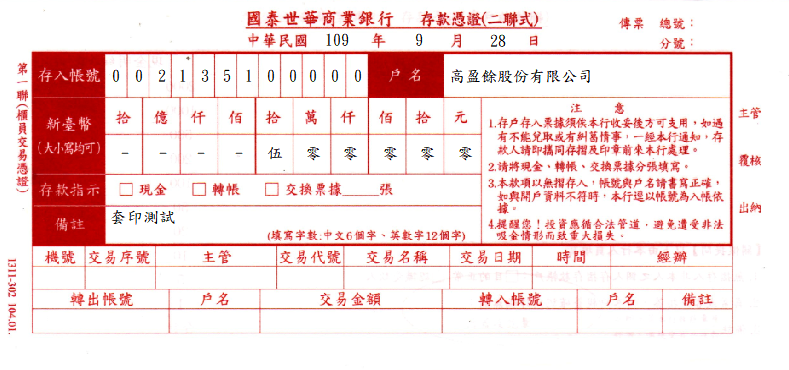 國泰世華商業銀行 存款憑證(二聯式)
傳票 總號：
中華民國 109 年 9 月 28 日
分號：
第一聯(櫃員交易憑證)
存入帳號 0 0 2 1 3 5 1 0 0 0 0 0 戶名 高盈餘股份有限公司
新臺幣
(大小寫均可)
拾 億 仟 佰 拾 萬 仟 佰 拾 元
－ － － － 伍 零 零 零 零 零
注意
1.存戶存入票據須俟本行收妥後方可支用，如遇
有不能兌取或有糾葛情事，一經本行通知，存
款人請即攜同存摺及印章前來本行處理。
2.請將現金、轉帳、交換票據分張填寫。
3.本款項以無摺存入，帳號與戶名請書寫正確，
如與開戶資料不符時，本行逕以帳號為入帳依
據。
4.提醒您！投資應循合法管道，避免遭受非法
吸金情形而致重大損失。
主管
覆核
出納
存款指示 □ 現金 □ 轉帳 □ 交換票據____張
備註 套印測試
(填寫字數:中文6個字、英數字12個字)
機號 交易序號 主管 交易代號 交易名稱 交易日期 時間 經辦
轉出帳號 戶名 交易金額 轉入帳號 戶名 備註
1311-302 104.01.